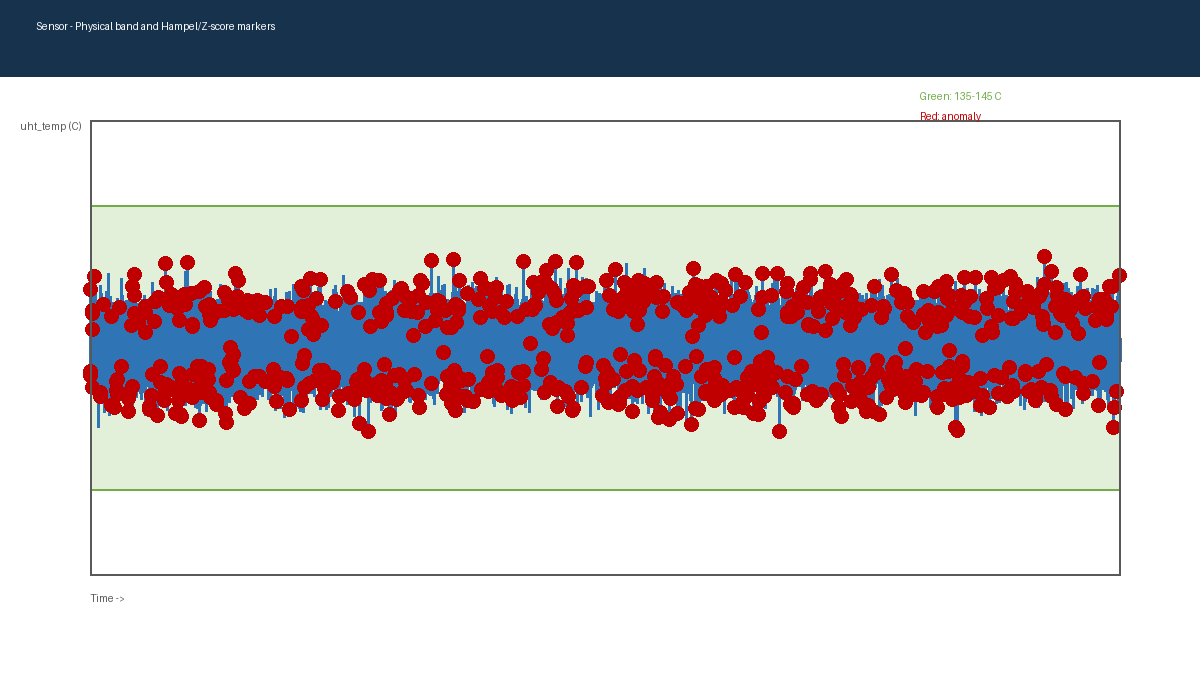 Sensor - Physical band and Hampel/Z-score markers
Green: 135-145 C
Red: anomaly
uht_temp (C)
Time ->